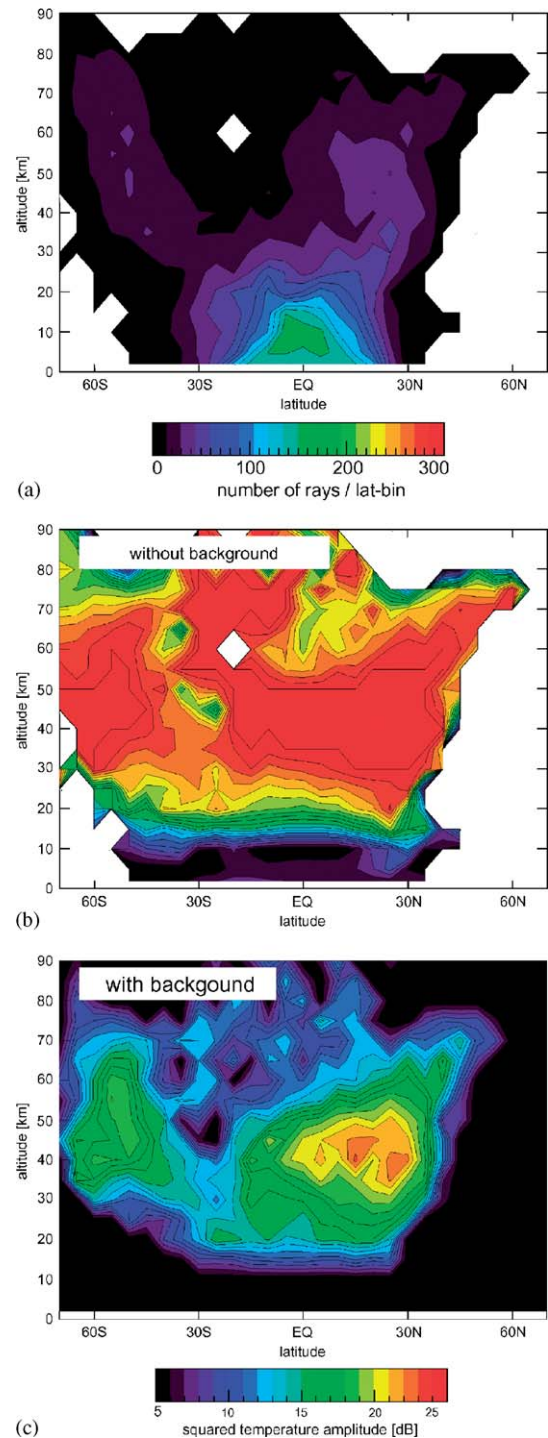 90
80
70
60
50
40
30
20
10
0
altitude [km]
60S 30S EQ 30N 60N
latitude
0 100 200 300
number of rays / lat-bin
(a)
without background
90
80
70
60
50
40
30
20
10
0
altitude [km]
60S 30S EQ 30N 60N
latitude
(b)
with backgound
90
80
70
60
50
40
30
20
10
0
altitude [km]
60S 30S EQ 30N 60N
latitude
5 10 15 20 25
squared temperature amplitude [dB]
(c)